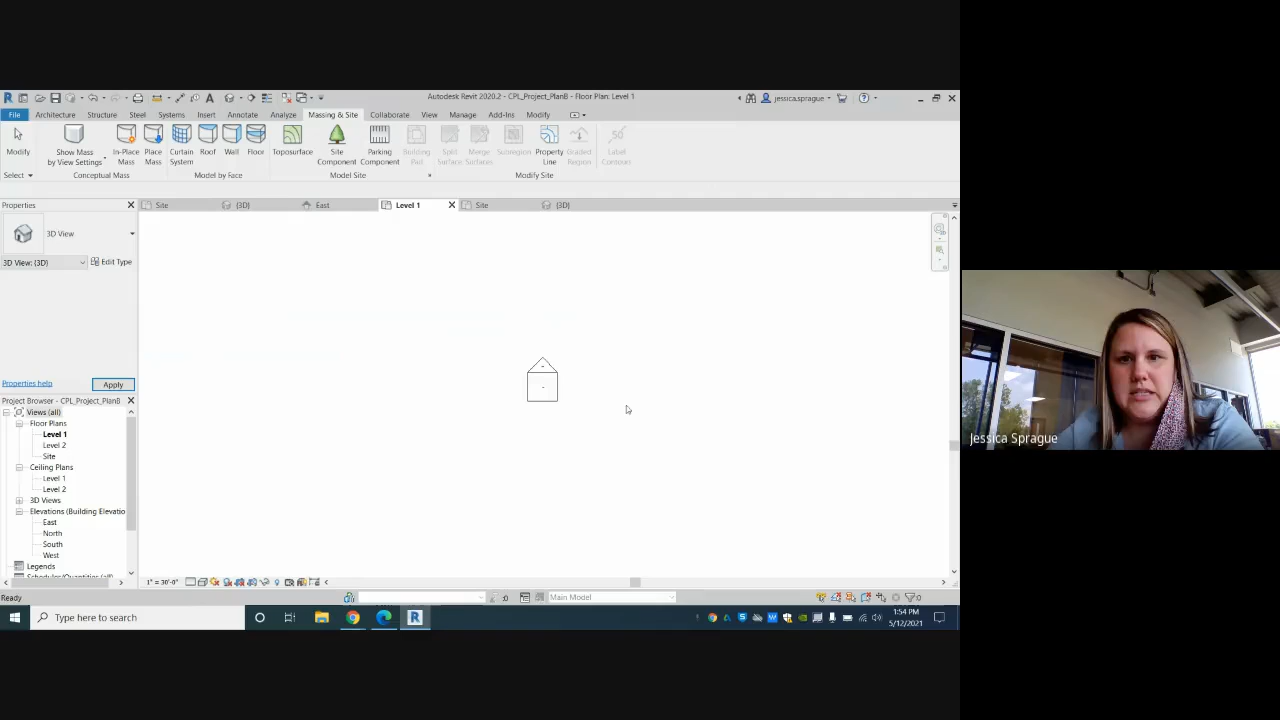 Autodesk Revit 2020.2 - CPL_Project_PlanB - Floor Plan: Level 1
jessica.sprague
File Architecture Structure Steel Systems Insert Annotate Analyze Massing & Site Collaborate View Manage Add-Ins Modify
Modify
Show Mass
by View Settings
In-Place
Mass
Place
Mass
Curtain
System
Roof
Wall
Floor
Toposurface
Site
Component
Parking
Component
Building
Pad
Split
Surface
Merge
Surfaces
Subregion
Property
Line
Graded
Region
Label
Contours
Select
Conceptual Mass
Model by Face
Model Site
Modify Site
Properties
Site
{3D}
East
Level 1
Site
{3D}
3D View
3D View: {3D}
Edit Type
Properties help
Apply
Project Browser - CPL_Project_PlanB
Views (all)
Floor Plans
Level 1
Level 2
Site
Ceiling Plans
Level 1
Level 2
3D Views
Elevations (Building Elevatio
East
North
South
West
Legends
Schedules/Quantities (all)
1" = 30'-0"
Ready
:0
Main Model
:0
Type here to search
1:54 PM
5/12/2021
Jessica Sprague